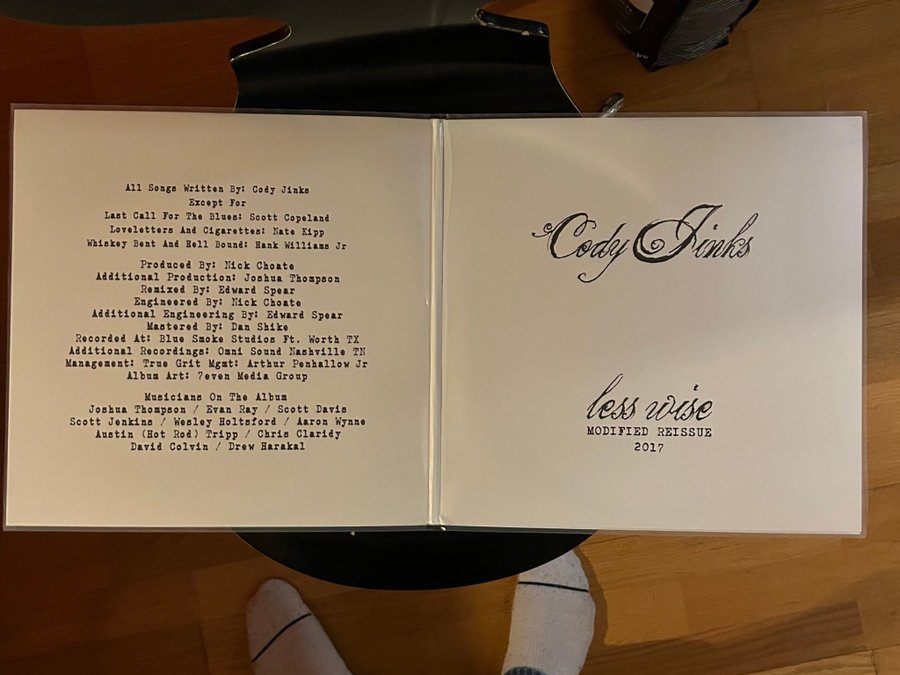 All Songs Written By: Cody Jinks
Except For
Last Call For The Blues: Scott Copeland
Loveletters And Cigarettes: Nate Kipp
Whiskey Bent And Hell Bound: Hank Williams Jr
Produced By: Nick Choate
Additional Production: Joshua Thompson
Remixed By: Edward Spear
Engineered By: Nick Choate
Additional Engineering By: Edward Spear
Mastered By: Dan Shike
Recorded At: Blue Smoke Studios Ft. Worth TX
Additional Recordings: Omni Sound Nashville TN
Management: True Grit Mgmt: Arthur Penhallow Jr
Album Art: 7even Media Group
Musicians On The Album
Joshua Thompson / Evan Ray / Scott Davis
Scott Jenkins / Wesley Holtsford / Aaron Wynne
Austin (Hot Rod) Tripp / Chris Claridy
David Colvin / Drew Harakal
Cody Jinks
less wise
MODIFIED REISSUE
2017